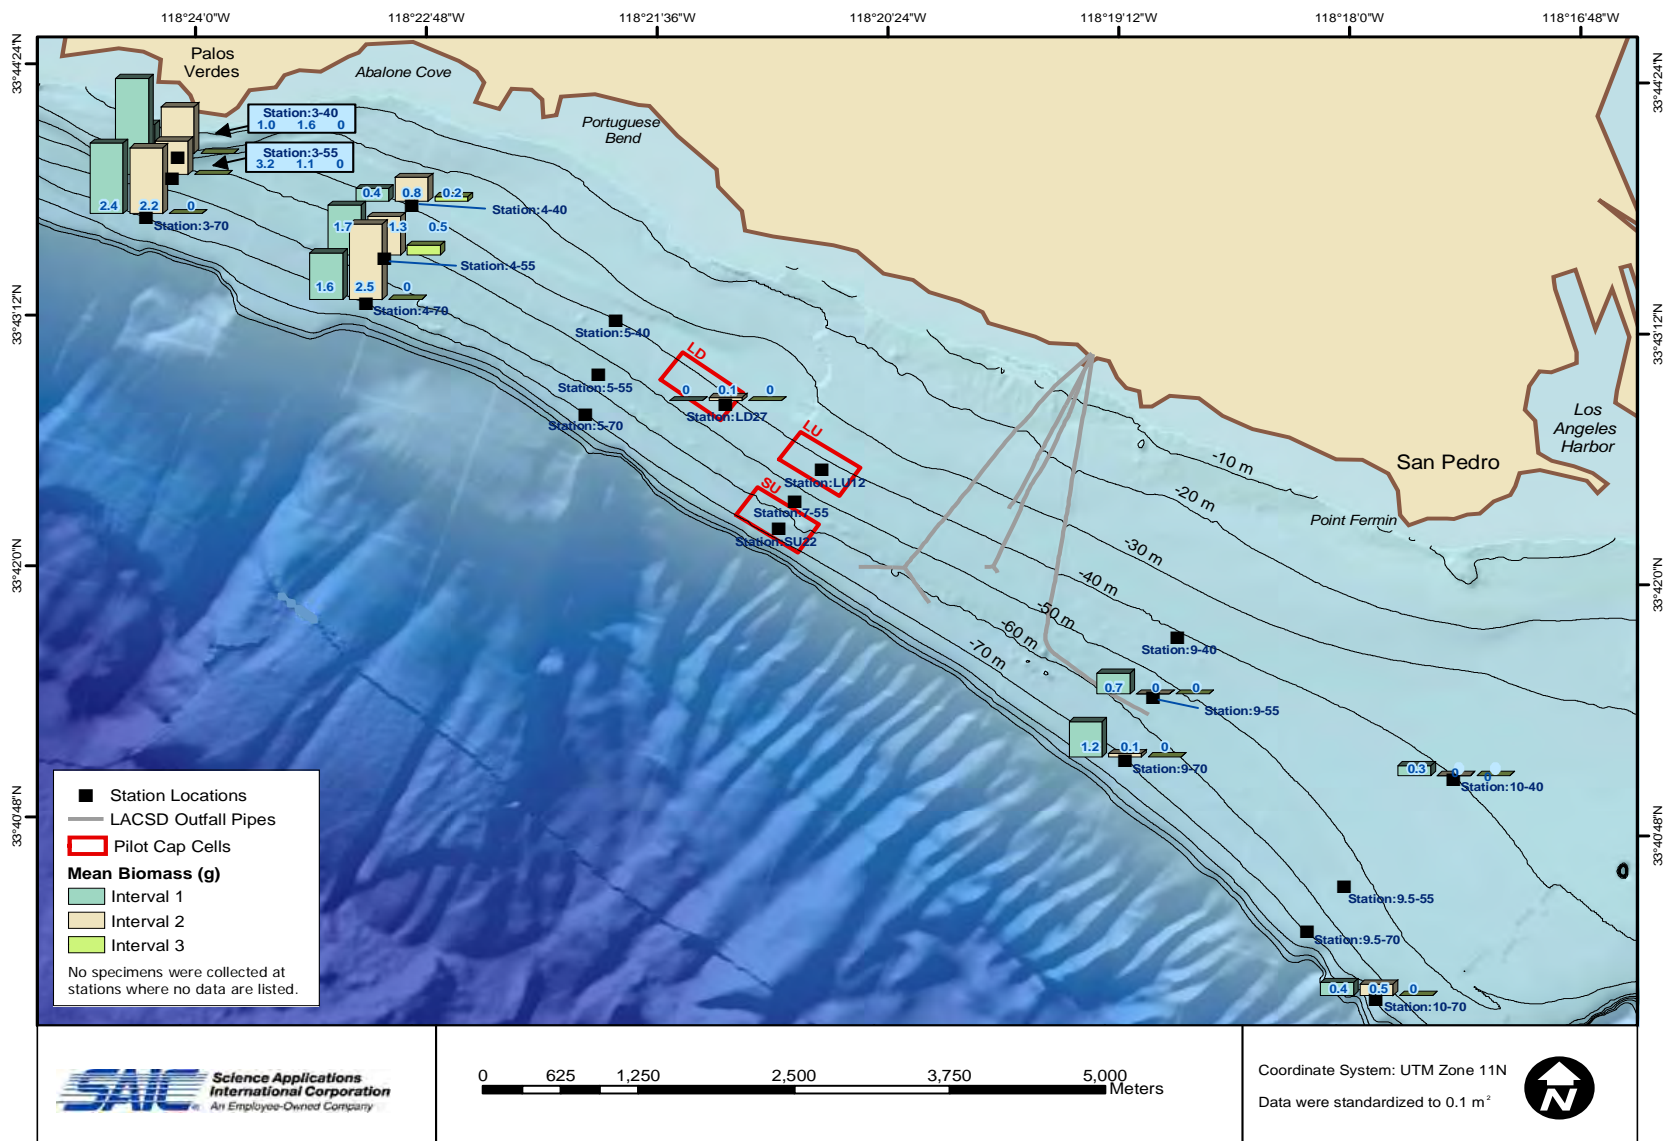 118°24'0"W
118°22'48"W
118°21'36"W
118°20'24"W
118°19'12"W
118°18'0"W
118°16'48"W
33°44'24"N
33°43'12"N
33°42'0"N
33°40'48"N
33°44'24"N
33°43'12"N
33°42'0"N
33°40'48"N
Palos
Verdes
Abalone Cove
Portuguese
Bend
Station:3-40
1.0 1.6 0
Station:3-55
3.2 1.1 0
2.4 2.2 0
Station:3-70
0.4 0.8 0.2
Station:4-40
1.7 1.3 0.5
Station:4-55
1.6 2.5 0
Station:4-70
Station:5-40
Station:5-55
Station:5-70
LD
0 0.1 0
Station:LD27
LU
Station:LU12
SU
Station:7-55
Station:SU22
-10 m
-20 m
-30 m
-40 m
-50 m
-60 m
-70 m
San Pedro
Los
Angeles
Harbor
Point Fermin
Station:9-40
0.7 0 0
Station:9-55
1.2 0.1 0
Station:9-70
0.3 0 0
Station:10-40
Station:9.5-55
Station:9.5-70
0.4 0.5 0
Station:10-70
Station Locations
LACSD Outfall Pipes
Pilot Cap Cells
Mean Biomass (g)
Interval 1
Interval 2
Interval 3
No specimens were collected at
stations where no data are listed.
SAIC
Science Applications
International Corporation
An Employee-Owned Company
0 625 1,250 2,500 3,750 5,000
Meters
Coordinate System: UTM Zone 11N
Data were standardized to 0.1 m²
N